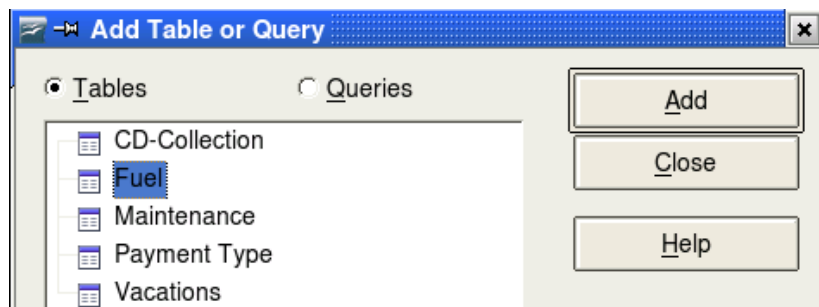 Add Table or Query
Tables
Queries
Add
CD-Collection
Fuel
Close
Maintenance
Payment Type
Help
Vacations